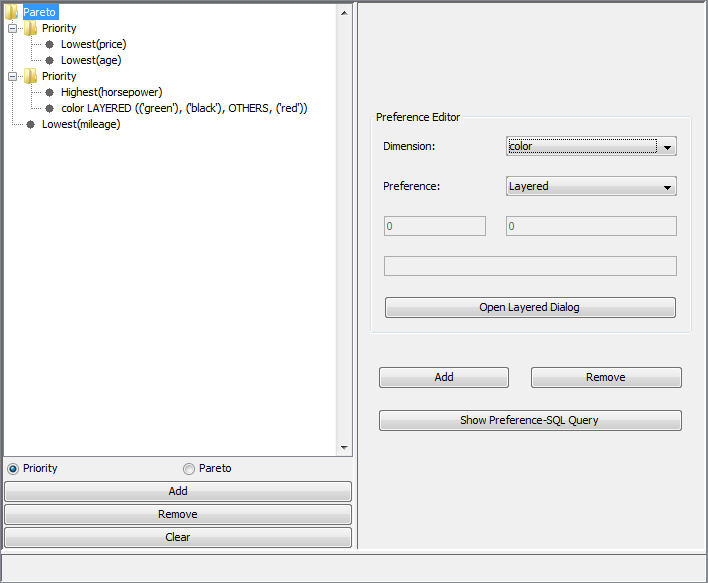 Pareto
Priority
Lowest(price)
Lowest(age)
Priority
Highest(horsepower)
color LAYERED (('green'), ('black'), OTHERS, ('red'))
Lowest(mileage)
Priority
Pareto
Add
Remove
Clear
Preference Editor
Dimension:
color
Preference:
Layered
0
0
Open Layered Dialog
Add
Remove
Show Preference-SQL Query